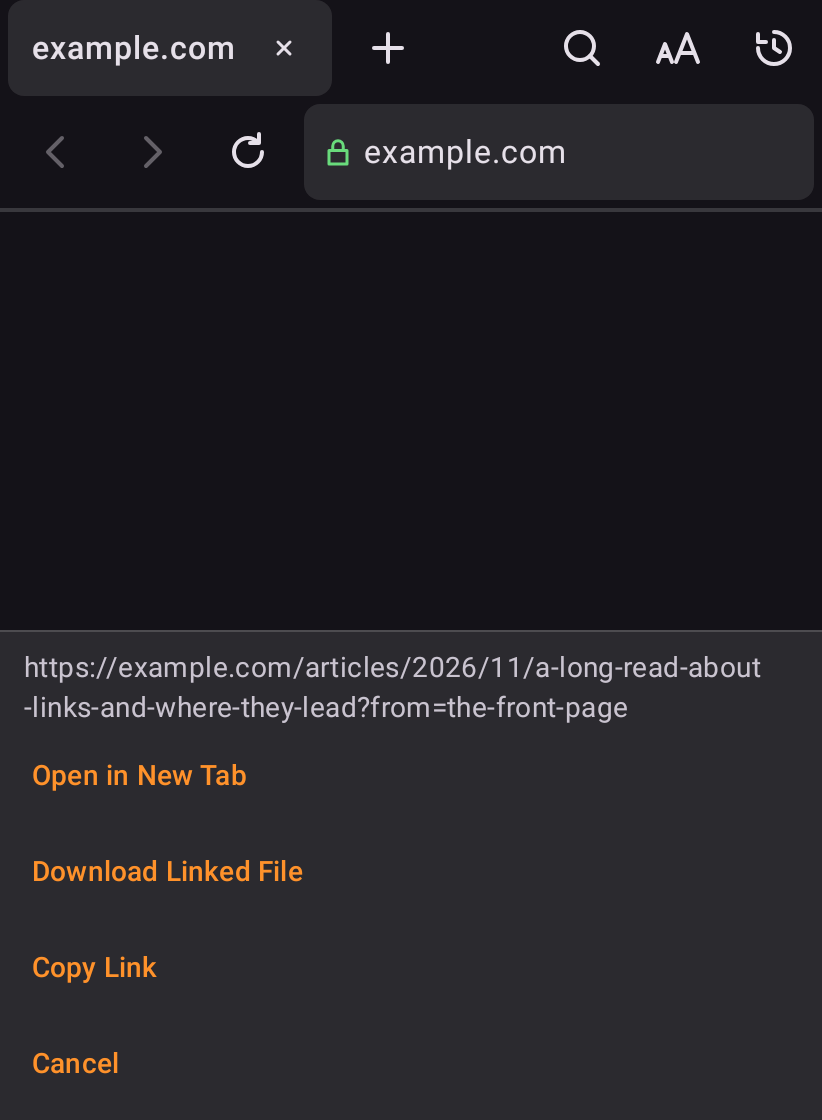 example.com
AA
example.com
https://example.com/articles/2026/11/a-long-read-about
-links-and-where-they-lead?from=the-front-page
Open in New Tab
Download Linked File
Copy Link
Cancel